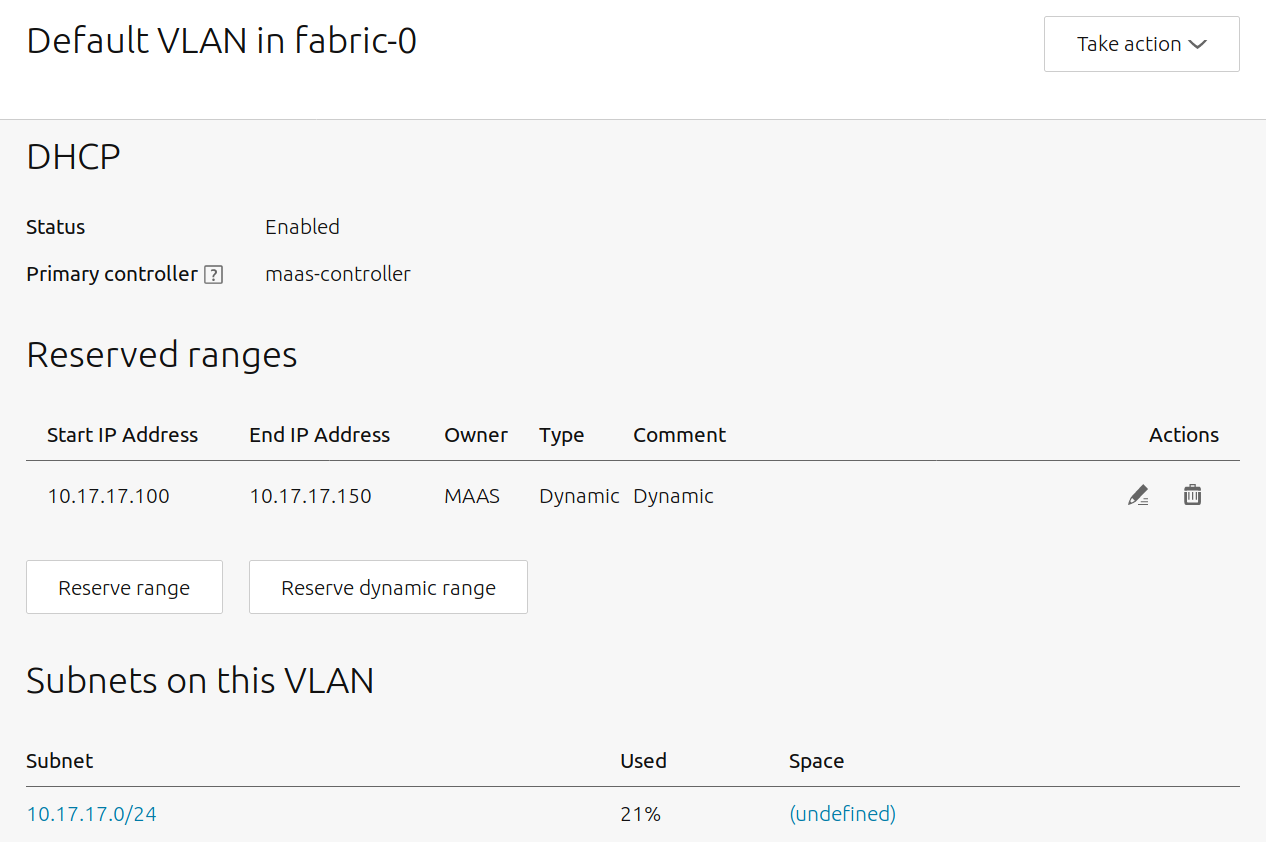 Default VLAN in fabric-0
Take action
DHCP
Status Enabled
Primary controller ? maas-controller
Reserved ranges
Start IP Address End IP Address Owner Type Comment Actions
10.17.17.100 10.17.17.150 MAAS Dynamic Dynamic
Reserve range Reserve dynamic range
Subnets on this VLAN
Subnet Used Space
10.17.17.0/24 21% (undefined)